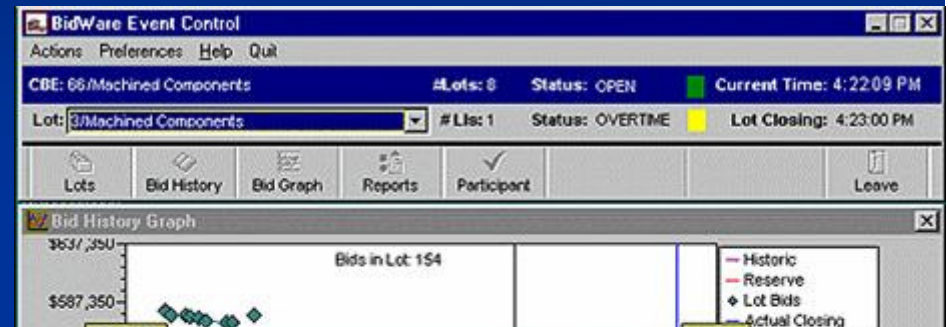 BidWare Event Control
Actions Preferences Help Quit
CBE: 66/Machined Components #Lots: 8 Status: OPEN Current Time: 4:22:09 PM
Lot: 3/Machined Components # LIs: 1 Status: OVERTIME Lot Closing: 4:23:00 PM
Lots Bid History Bid Graph Reports Participant Leave
Bid History Graph
$637,350
Bids in Lot: 154
Historic
Reserve
$587,350
Lot Bids
Actual Closing